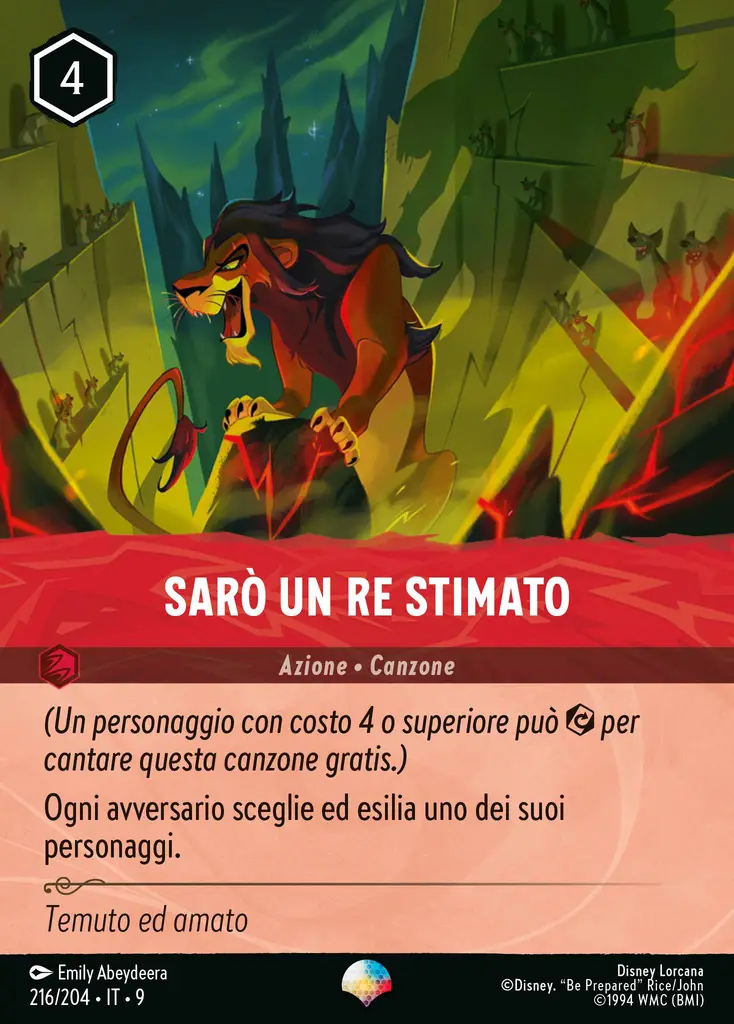 4
SARÒ UN RE STIMATO
Azione • Canzone
(Un personaggio con costo 4 o superiore può per
cantare questa canzone gratis.)
Ogni avversario sceglie ed esilia uno dei suoi
personaggi.
Temuto ed amato
Emily Abeydeera
216/204 • IT • 9
Disney Lorcana
©Disney. “Be Prepared” Rice/John
©1994 WMC (BMI)